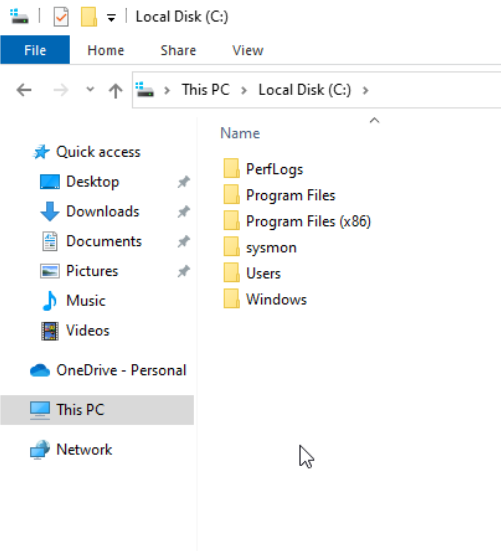 Local Disk (C:)
File Home Share View
This PC Local Disk (C:)
Name
Quick access
Desktop
Downloads
Documents
Pictures
Music
Videos
OneDrive - Personal
This PC
Network
PerfLogs
Program Files
Program Files (x86)
sysmon
Users
Windows